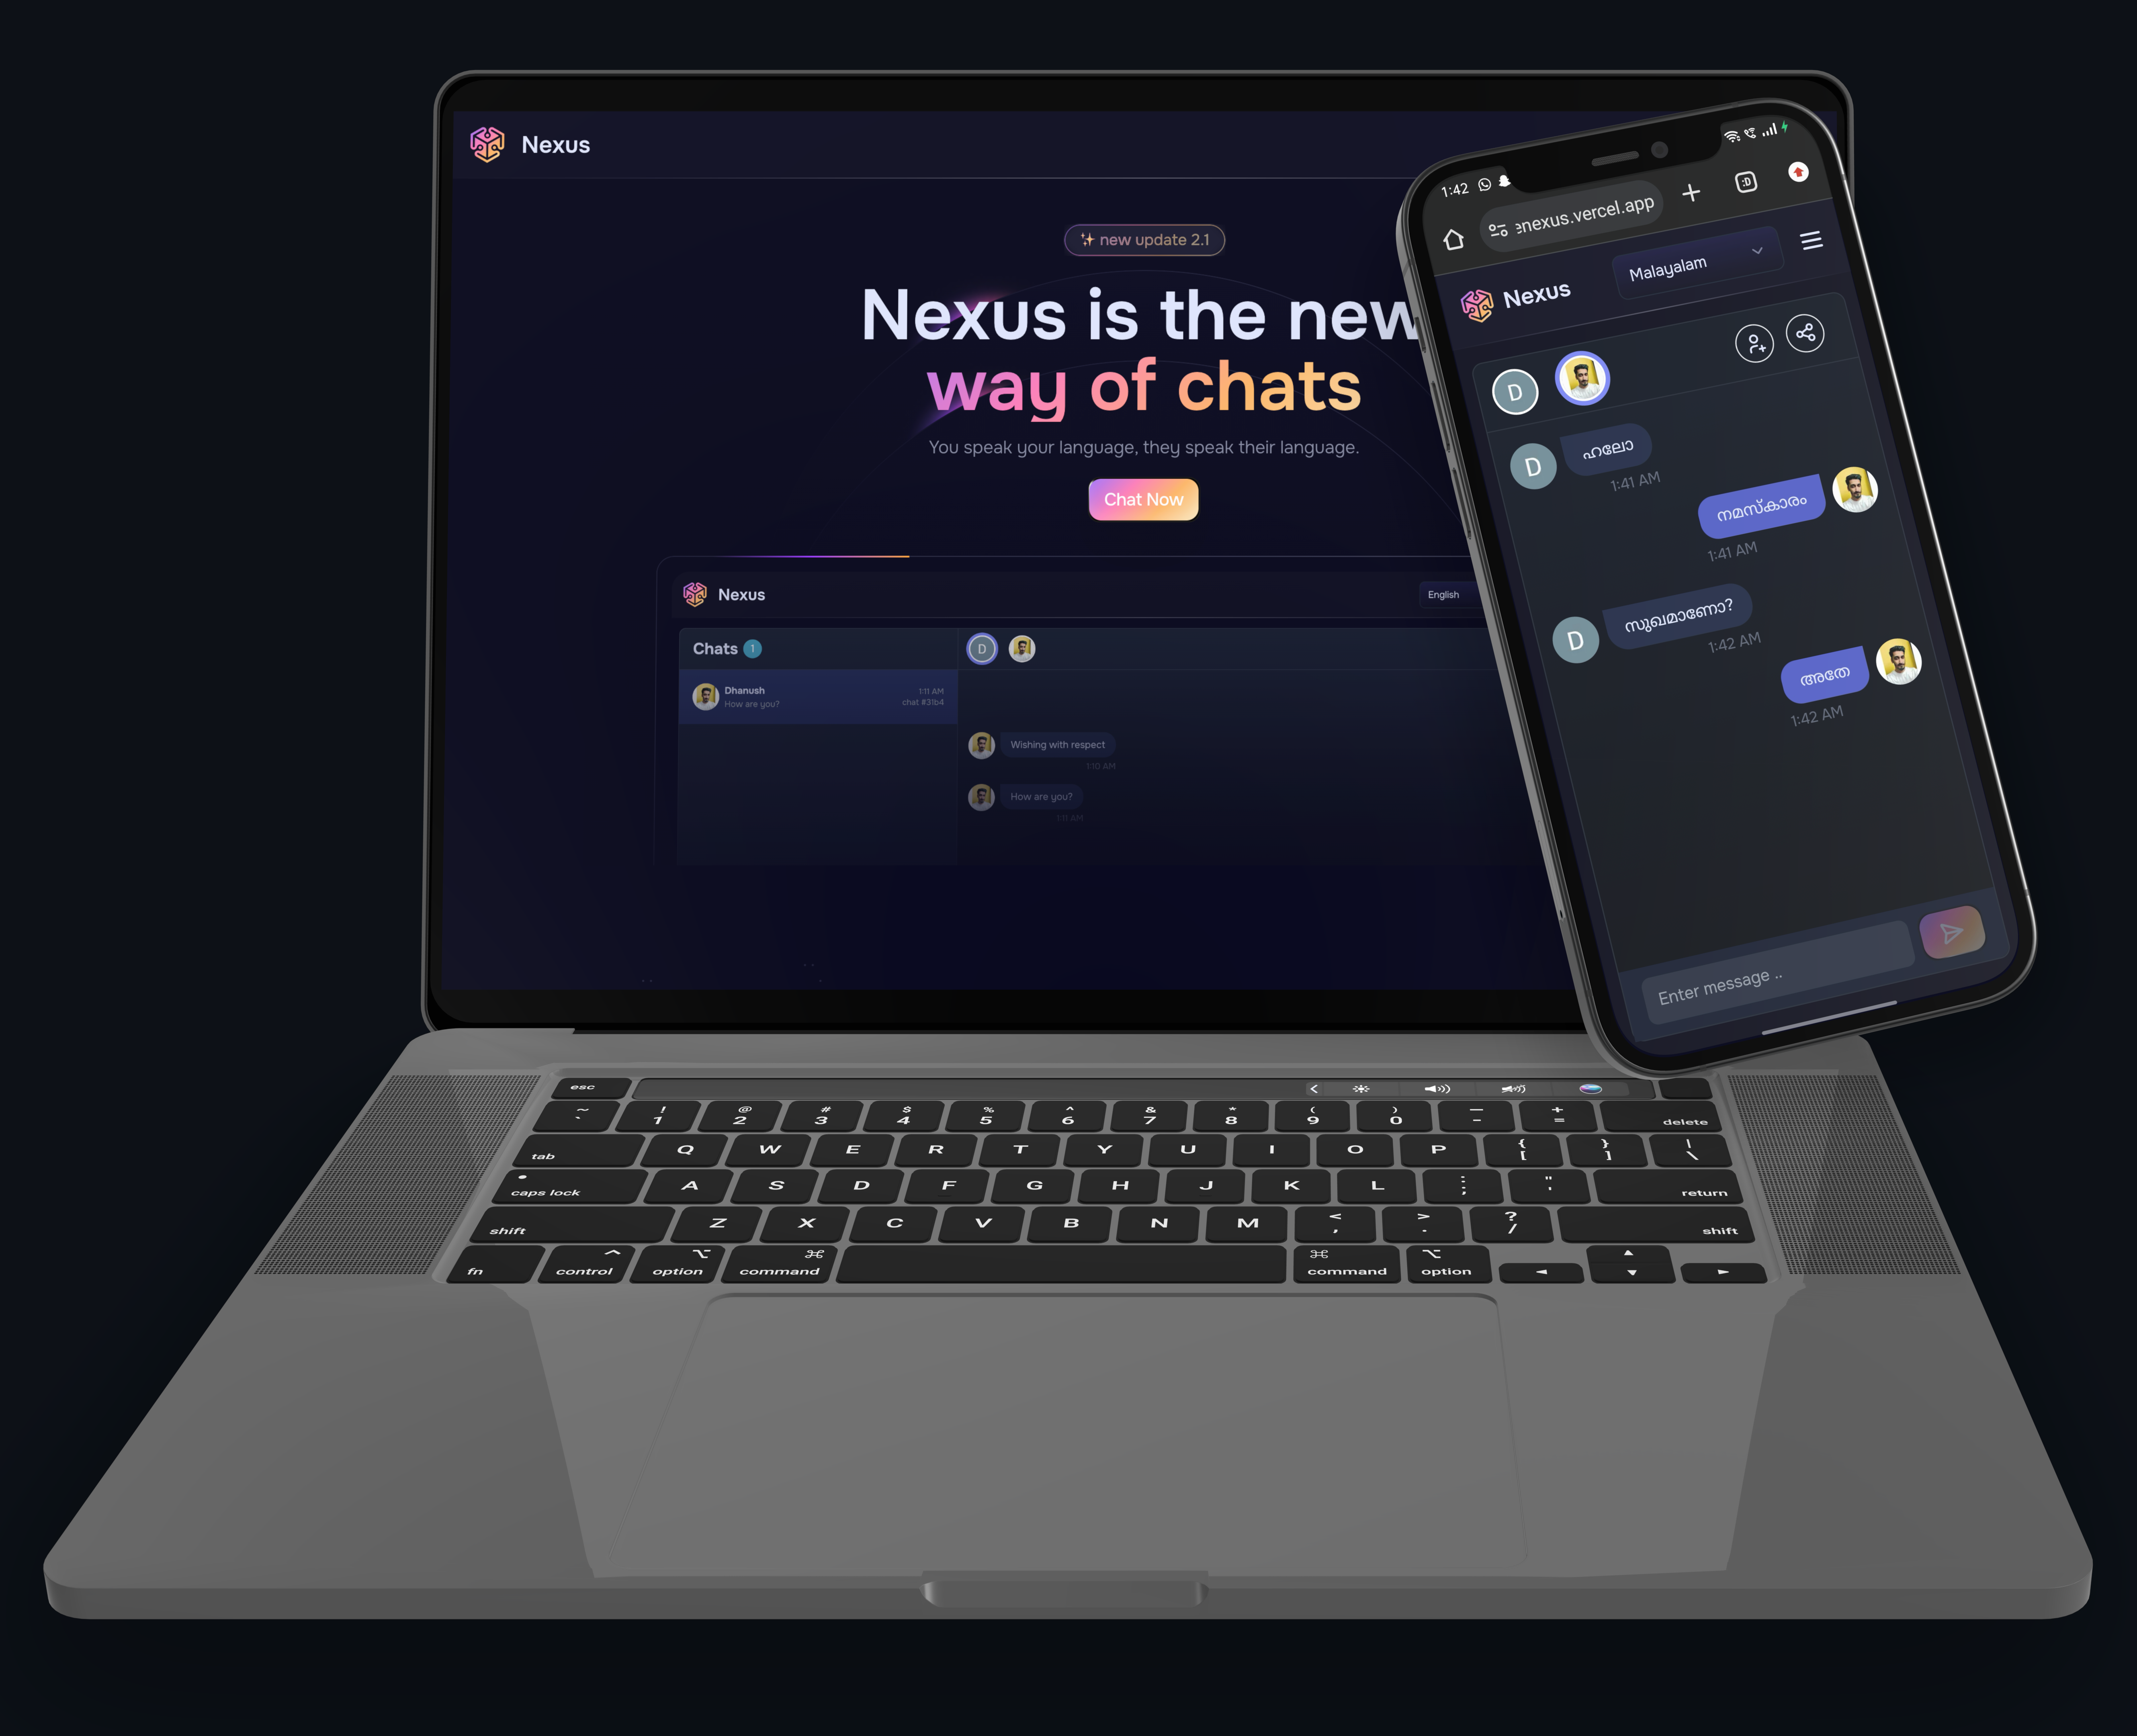 Nexus
✨ new update 2.1
Nexus is the new
way of chats
You speak your language, they speak their language.
Chat Now
Nexus
English
Chats 1
D
Dhanush
1:11 AM
How are you?
chat #31b4
Wishing with respect
1:10 AM
How are you?
1:11 AM
1:42
enexus.vercel.app
:D
Nexus
Malayalam
D
D
ഹലോ
1:41 AM
നമസ്കാരം
1:41 AM
D
സുഖമാണോ?
1:42 AM
അതേ
1:42 AM
Enter message ..
esc
~ ` ! 1 @ 2 # 3 $ 4 % 5 ^ 6 & 7 * 8 ( 9 ) 0 — - + = delete
tab Q W E R T Y U I O P { [ } ] | \
caps lock A S D F G H J K L : ; " ' return
shift Z X C V B N M < , > . ? / shift
fn control option command command option